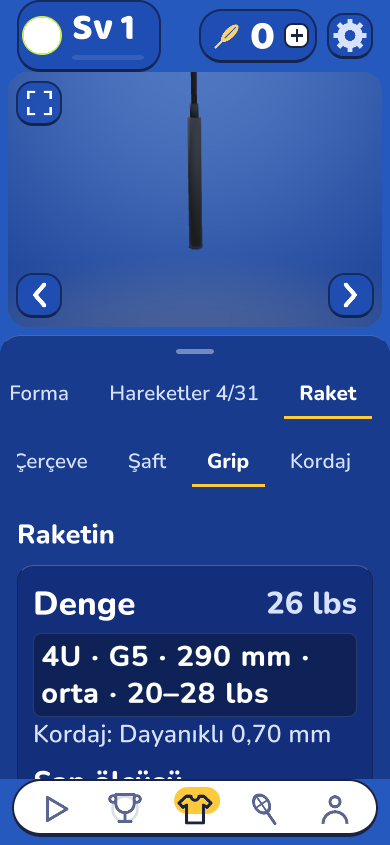 Sv 1
0
Forma Hareketler 4/31 Raket
Çerçeve Şaft Grip Kordaj
Raketin
Denge 26 lbs
4U · G5 · 290 mm ·
orta · 20–28 lbs
Kordaj: Dayanıklı 0,70 mm